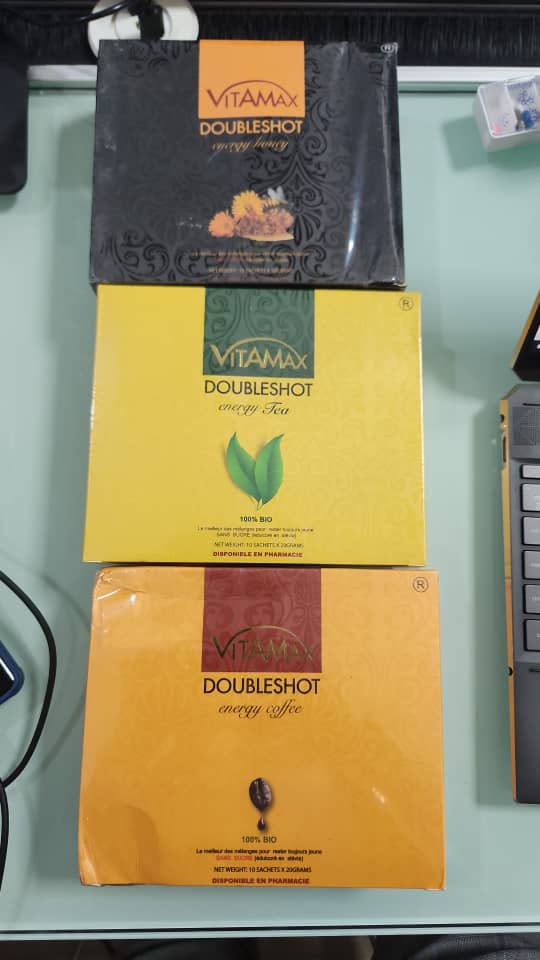 ®
VITAMAX
DOUBLESHOT
energy honey
®
VITAMAX
DOUBLESHOT
energy Tea
100% BIO
Le meilleur des mélanges pour rester toujours jeune
SANS SUCRE (édulcoré en stévia)
NET WEIGHT: 10 SACHETS X 20GRAMS
DISPONIBLE EN PHARMACIE
®
VITAMAX
DOUBLESHOT
energy coffee
100% BIO
Le meilleur des mélanges pour rester toujours jeune
SANS SUCRE (édulcoré en stévia)
NET WEIGHT: 10 SACHETS X 20GRAMS
DISPONIBLE EN PHARMACIE